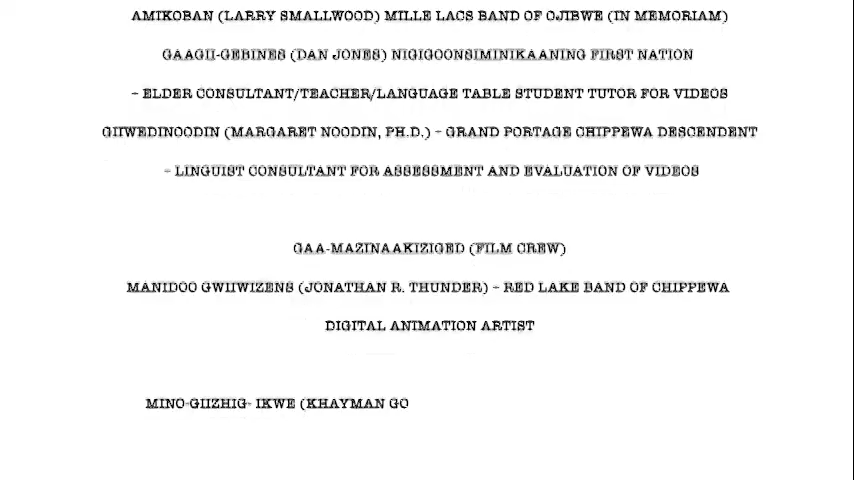 AMIKOBAN (LARRY SMALLWOOD) MILLE LACS BAND OF OJIBWE (IN MEMORIAM)
GAAGII-GEBINES (DAN JONES) NIGIGOONSIMINIKAANING FIRST NATION
- ELDER CONSULTANT/TEACHER/LANGUAGE TABLE STUDENT TUTOR FOR VIDEOS
GIIWEDINOODIN (MARGARET NOODIN, PH.D.) - GRAND PORTAGE CHIPPEWA DESCENDENT
- LINGUIST CONSULTANT FOR ASSESSMENT AND EVALUATION OF VIDEOS
GAA-MAZINAAKIZIGED (FILM CREW)
MANIDOO GWIIWIZENS (JONATHAN R. THUNDER) - RED LAKE BAND OF CHIPPEWA
DIGITAL ANIMATION ARTIST
MINO-GIIZHIG- IKWE (KHAYMAN GO